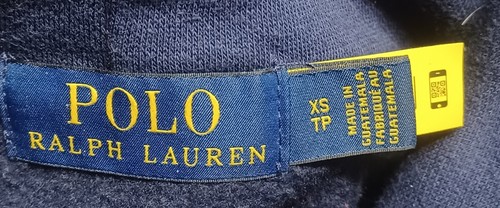 POLO
RALPH LAUREN
XS
TP
MADE IN
GUATEMALA
FABRIQUÉ AU
GUATEMALA